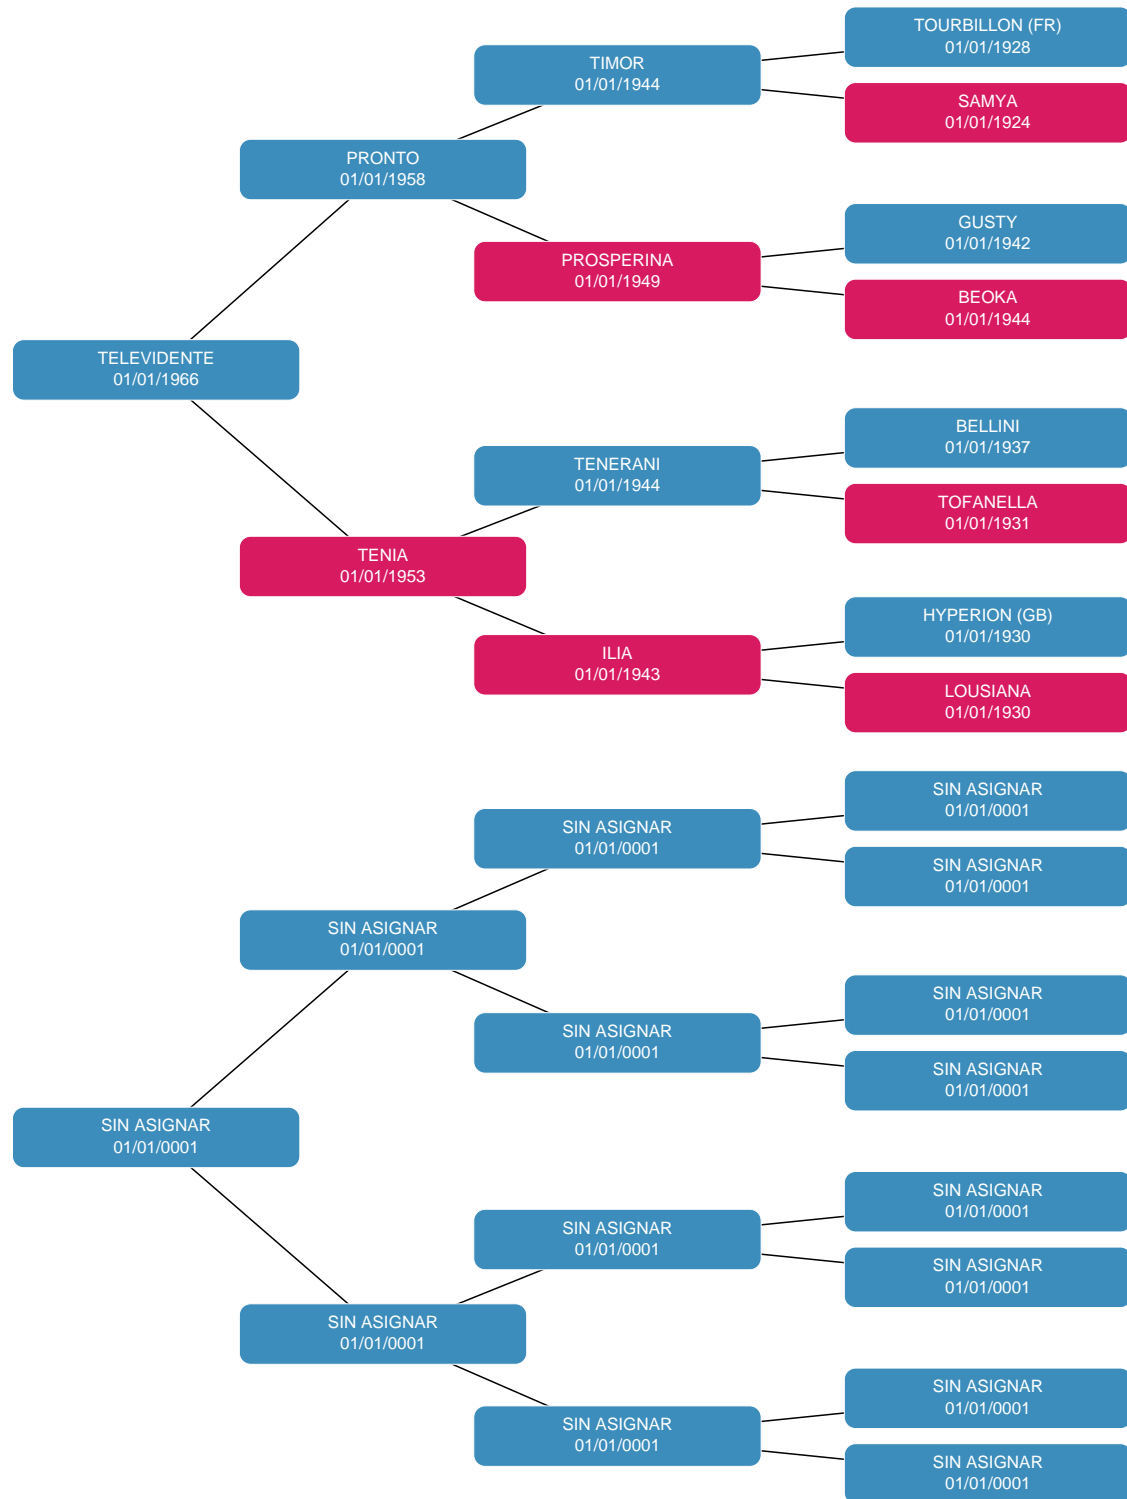 TOURBILLON (FR)
01/01/1928
TIMOR
01/01/1944
SAMYA
01/01/1924
PRONTO
01/01/1958
GUSTY
01/01/1942
PROSPERINA
01/01/1949
BEOKA
01/01/1944
TELEVIDENTE
01/01/1966
BELLINI
01/01/1937
TENERANI
01/01/1944
TOFANELLA
01/01/1931
TENIA
01/01/1953
HYPERION (GB)
01/01/1930
ILIA
01/01/1943
LOUSIANA
01/01/1930
SIN ASIGNAR
01/01/0001
SIN ASIGNAR
01/01/0001
SIN ASIGNAR
01/01/0001
SIN ASIGNAR
01/01/0001
SIN ASIGNAR
01/01/0001
SIN ASIGNAR
01/01/0001
SIN ASIGNAR
01/01/0001
SIN ASIGNAR
01/01/0001
SIN ASIGNAR
01/01/0001
SIN ASIGNAR
01/01/0001
SIN ASIGNAR
01/01/0001
SIN ASIGNAR
01/01/0001
SIN ASIGNAR
01/01/0001
SIN ASIGNAR
01/01/0001
SIN ASIGNAR
01/01/0001